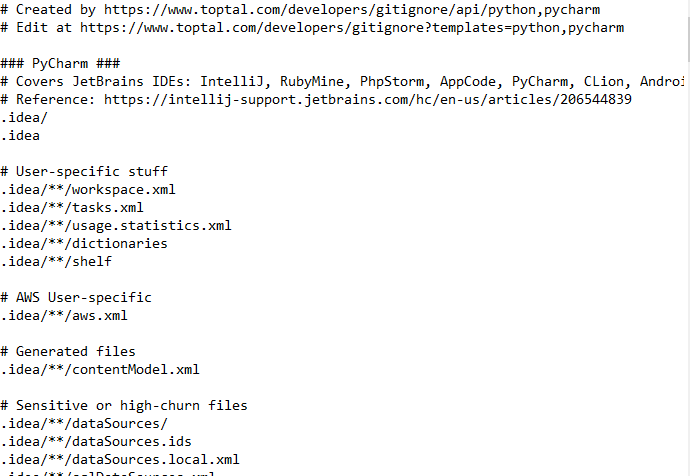 # Created by https://www.toptal.com/developers/gitignore/api/python,pycharm
# Edit at https://www.toptal.com/developers/gitignore?templates=python,pycharm
### PyCharm ###
# Covers JetBrains IDEs: IntelliJ, RubyMine, PhpStorm, AppCode, PyCharm, CLion,
# Reference: https://intellij-support.jetbrains.com/hc/en-us/articles/206544839
.idea/
.idea
# User-specific stuff
.idea/**/workspace.xml
.idea/**/tasks.xml
.idea/**/usage.statistics.xml
.idea/**/dictionaries
.idea/**/shelf
# AWS User-specific
.idea/**/aws.xml
# Generated files
.idea/**/contentModel.xml
# Sensitive or high-churn files
.idea/**/dataSources/
.idea/**/dataSources.ids
.idea/**/dataSources.local.xml